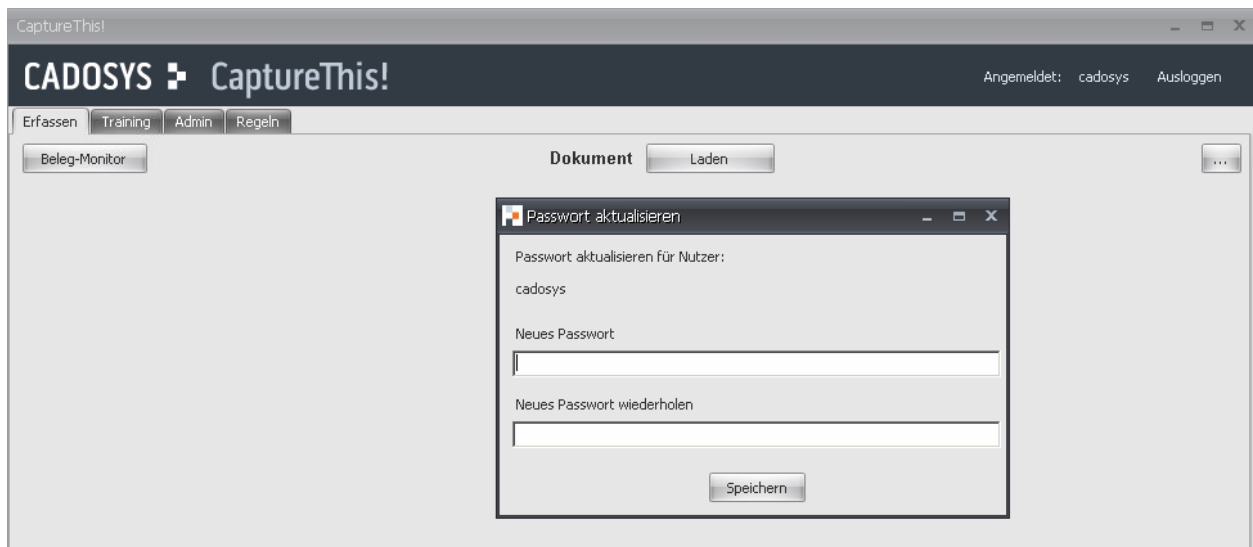 CaptureThis!
CADOSYS CaptureThis! Angemeldet: cadosys Ausloggen
Erfassen Training Admin Regeln
Beleg-Monitor Dokument Laden ...
Passwort aktualisieren
Passwort aktualisieren für Nutzer:
cadosys
Neues Passwort
Neues Passwort wiederholen
Speichern